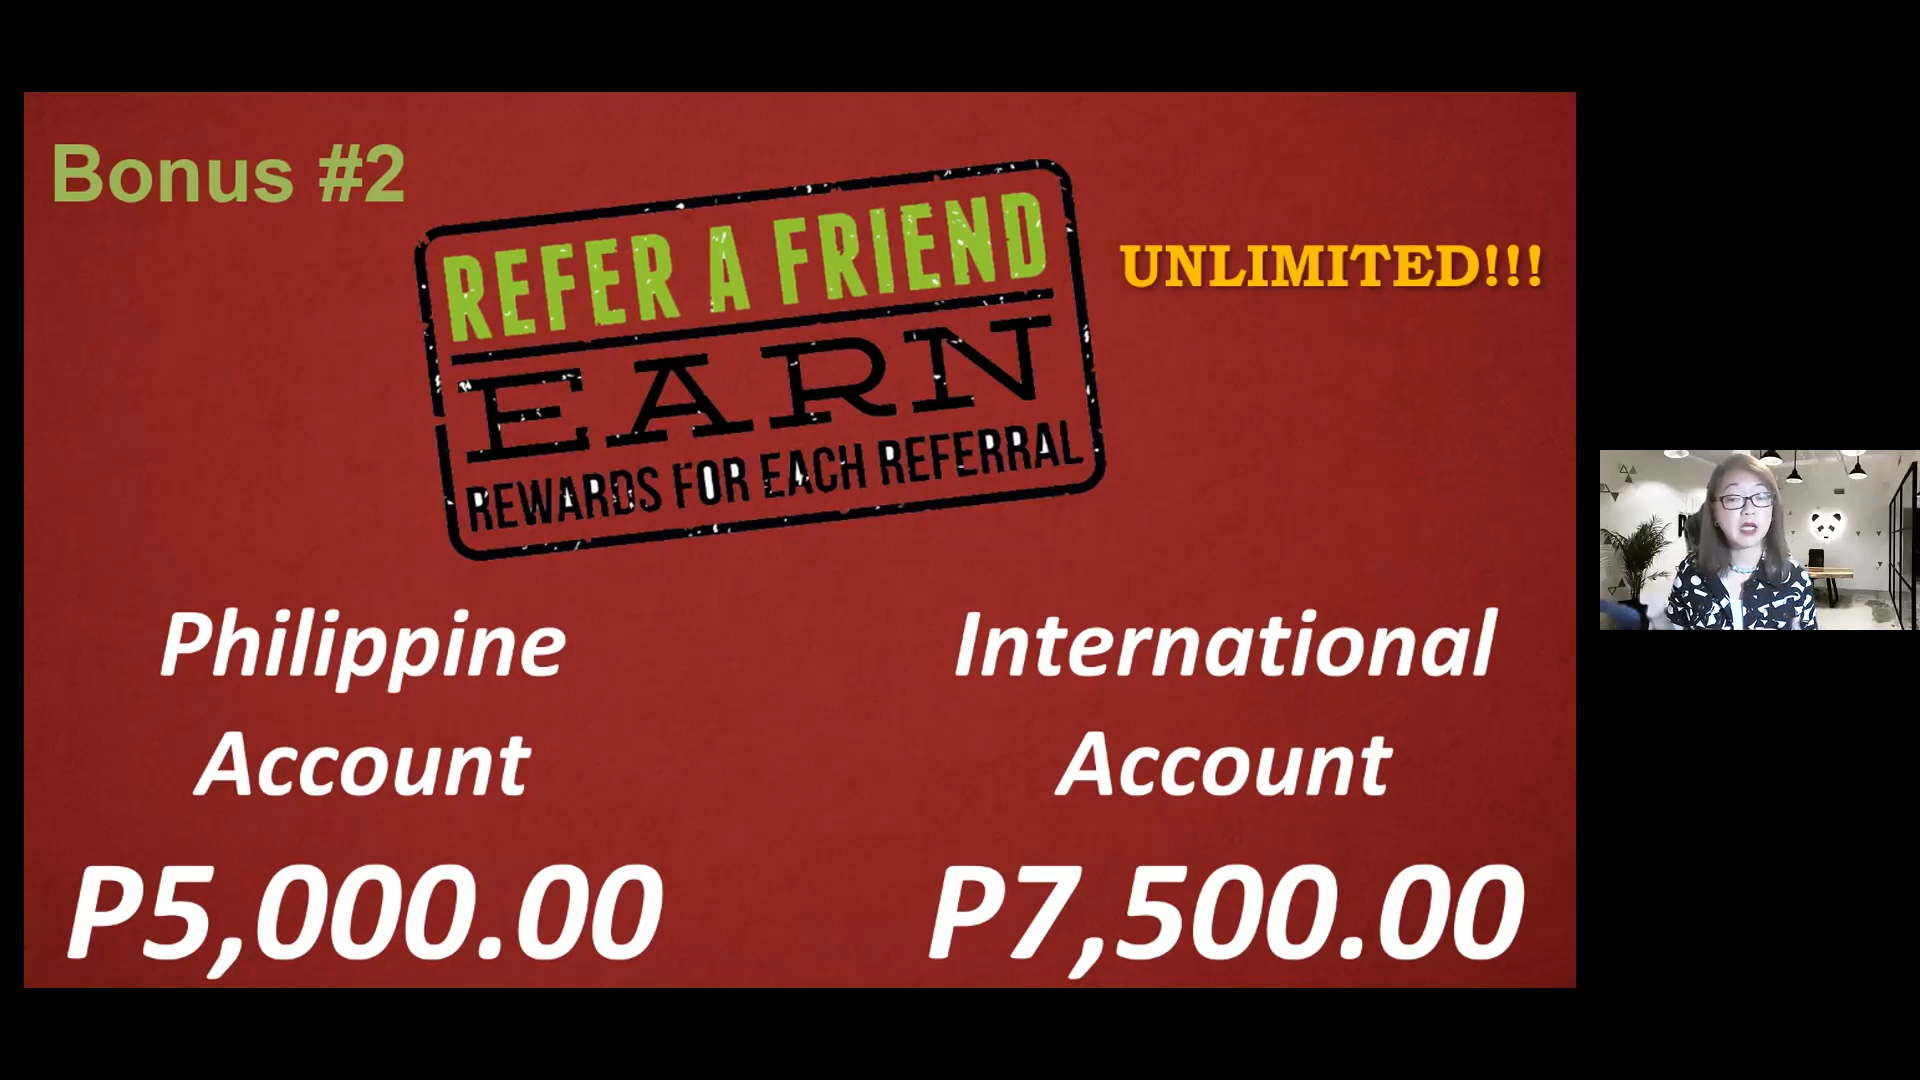 Bonus #2
REFER A FRIEND
EARN
REWARDS FOR EACH REFERRAL
UNLIMITED!!!
Philippine
Account
P5,000.00
International
Account
P7,500.00